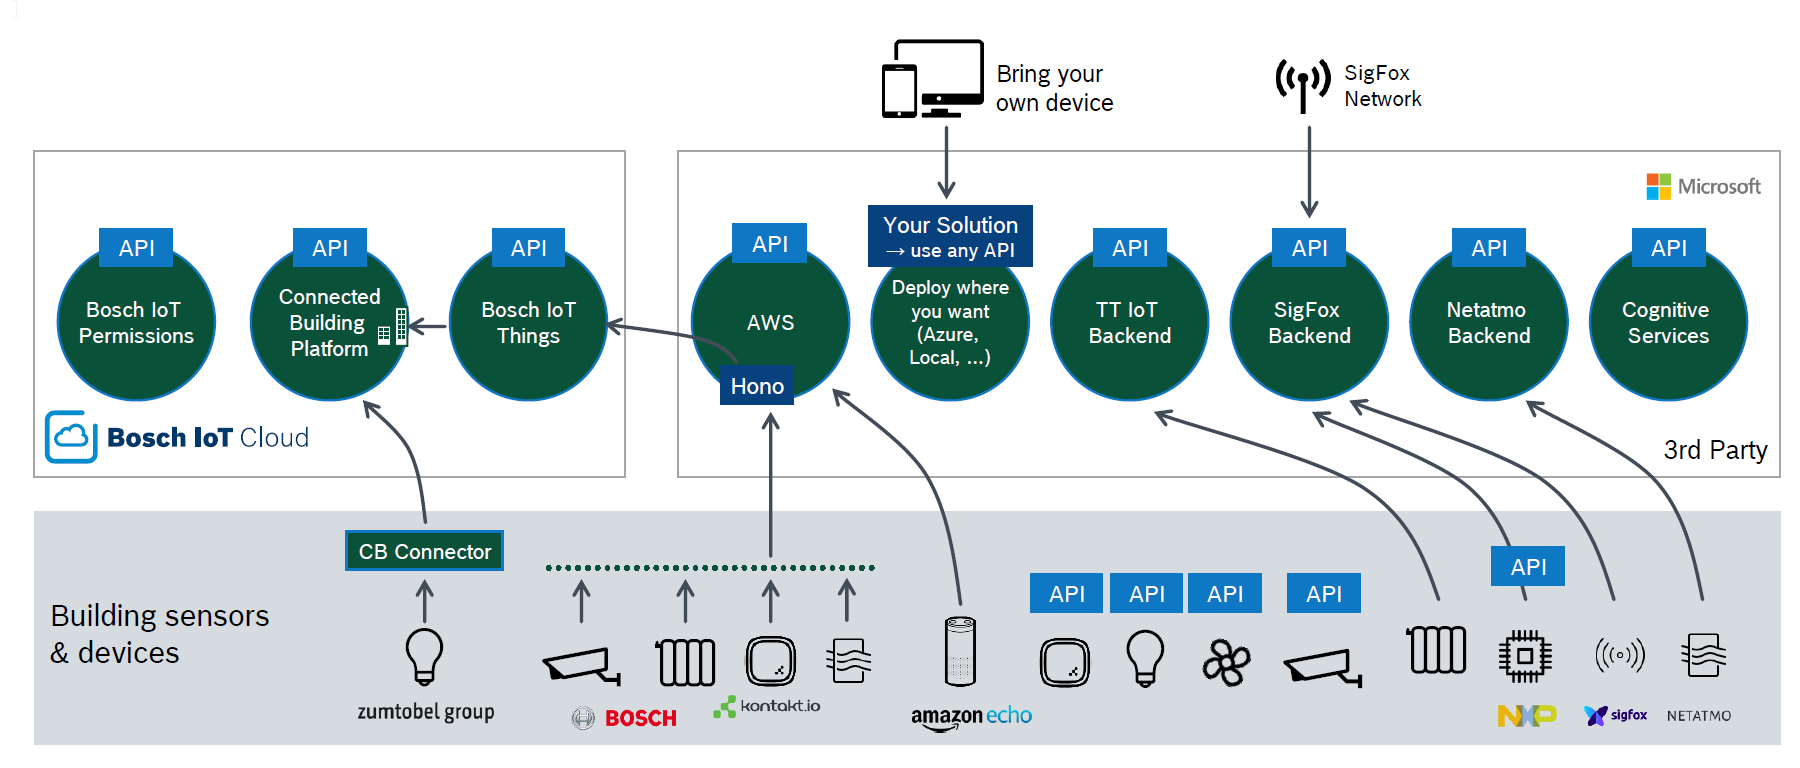 Bring your
own device
SigFox
Network
Microsoft
API
API
API
API
Your Solution
→ use any API
API
API
API
API
Bosch IoT
Permissions
Connected
Building
Platform
Bosch IoT
Things
AWS
Hono
Deploy where
you want
(Azure,
Local, ...)
TT IoT
Backend
SigFox
Backend
Netatmo
Backend
Cognitive
Services
Bosch IoT Cloud
3rd Party
Building sensors
& devices
CB Connector
API
API
API
API
API
zumtobel group
BOSCH
kontakt.io
amazon echo
NXP
sigfox
NETATMO